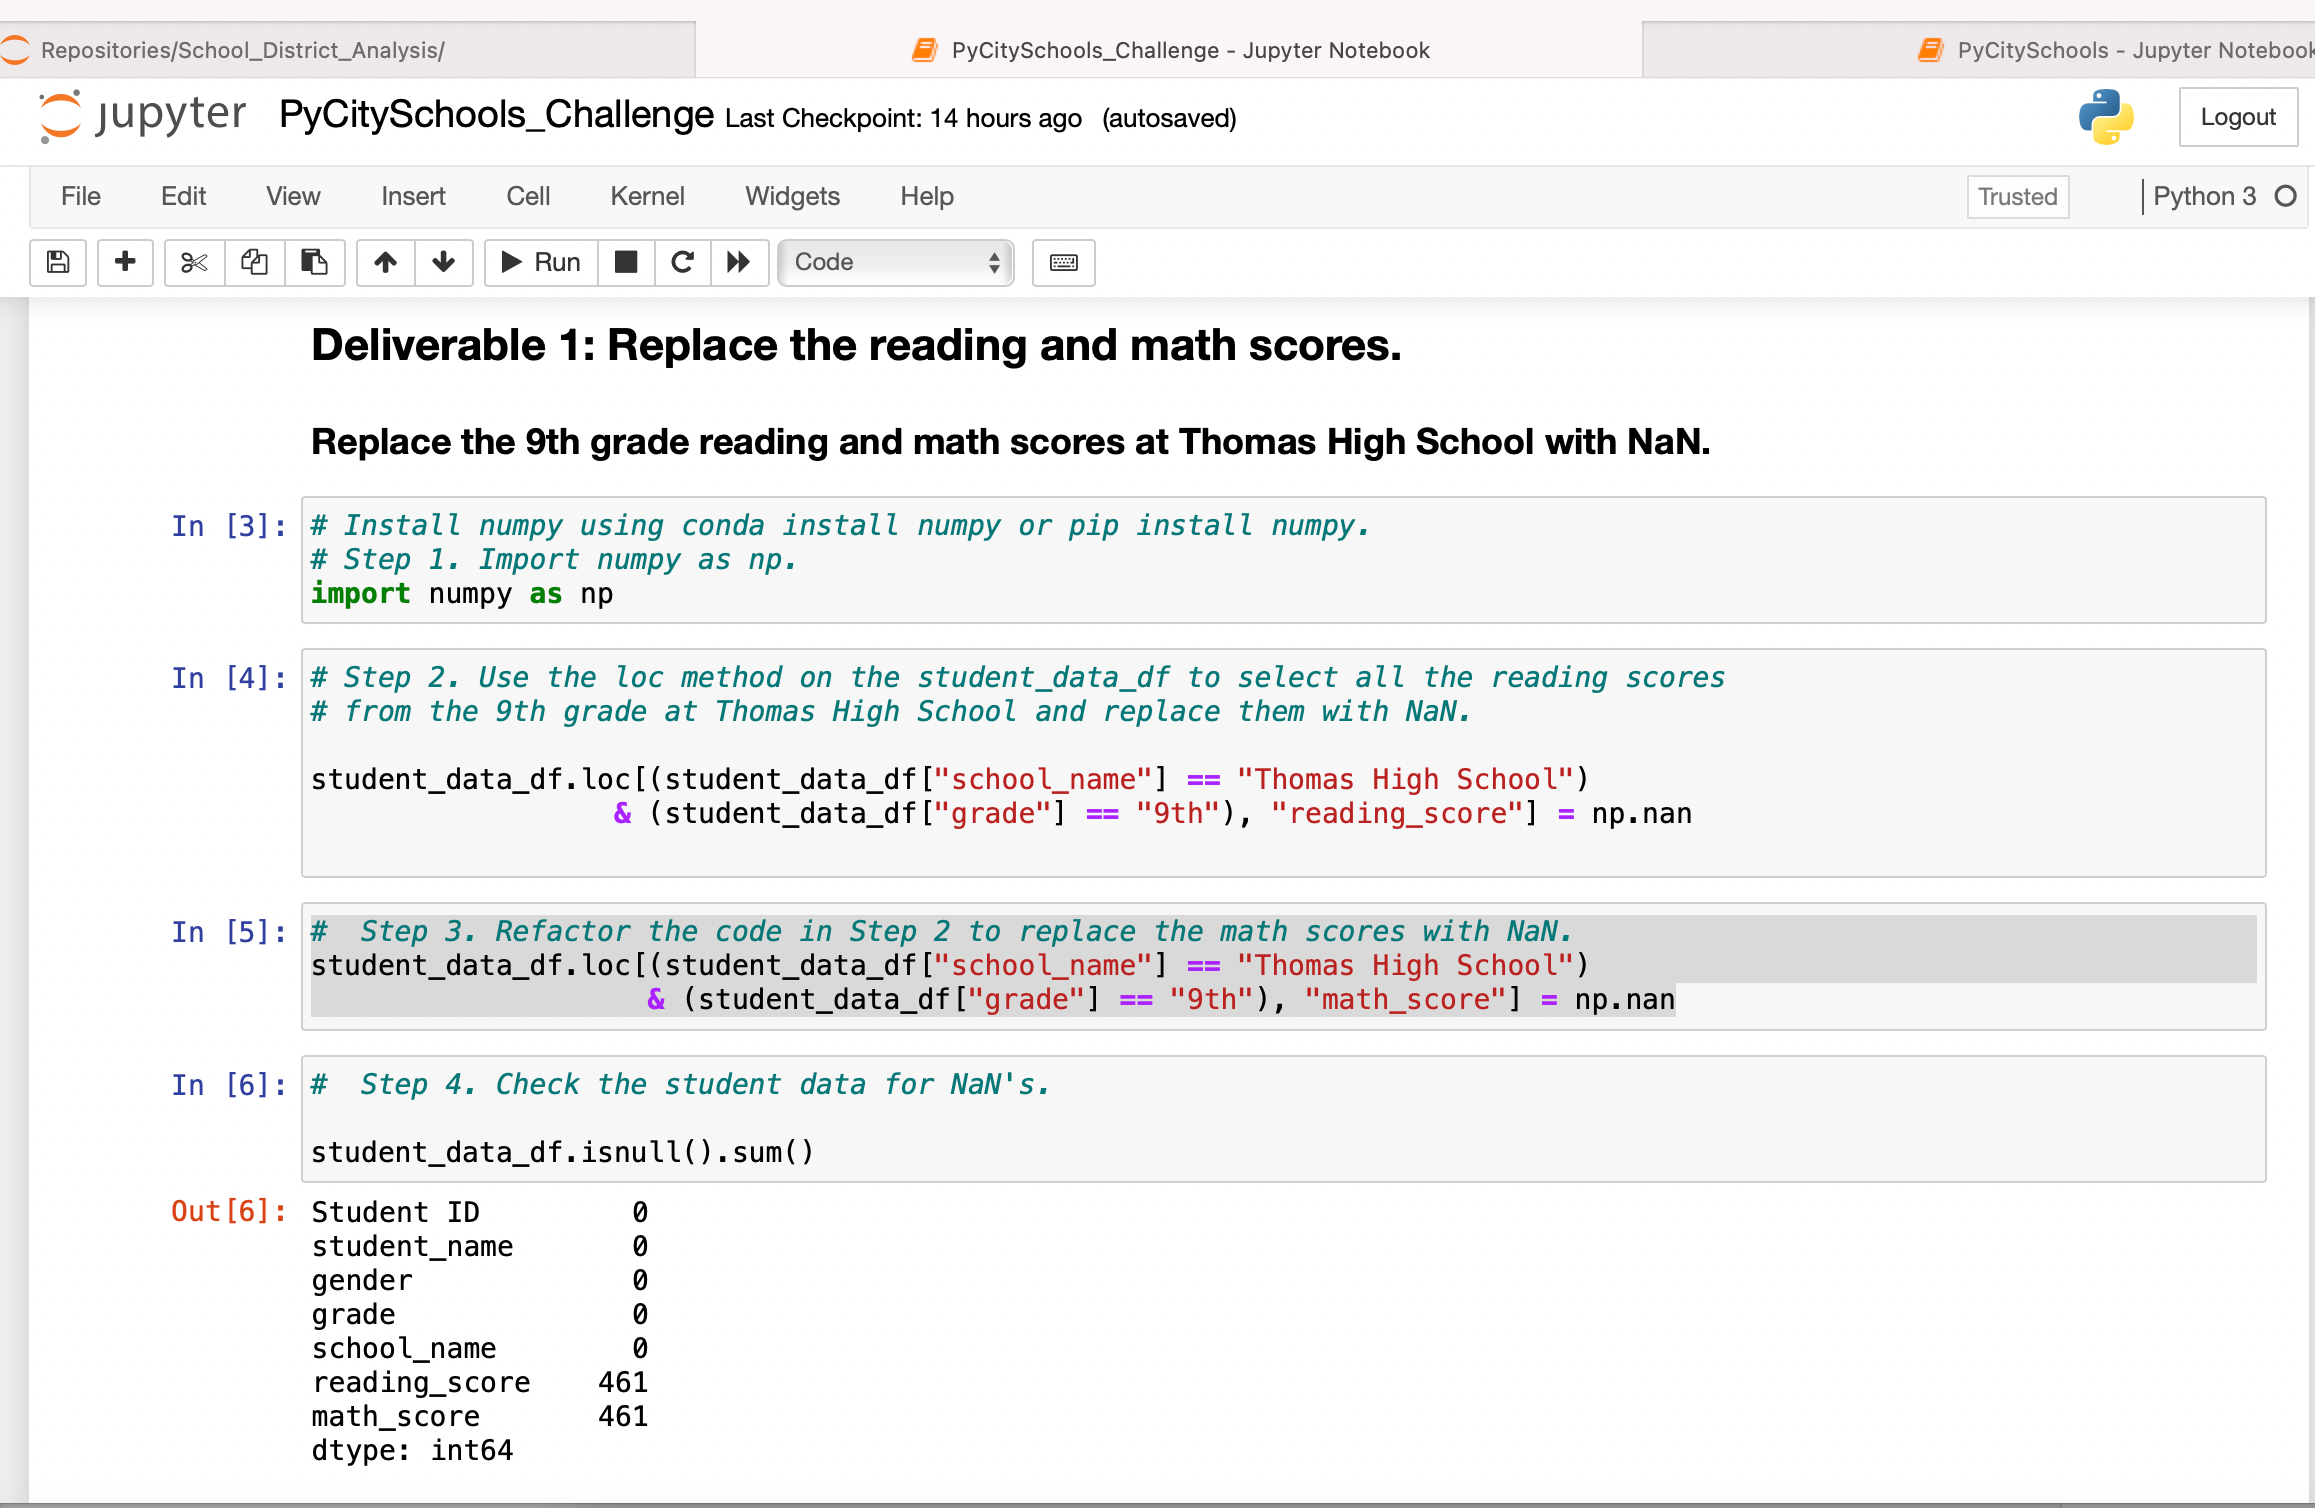 Repositories/School_District_Analysis/
PyCitySchools_Challenge - Jupyter Notebook
PyCitySchools - Jupyter Notebook
jupyter PyCitySchools_Challenge Last Checkpoint: 14 hours ago (autosaved)
Logout
File Edit View Insert Cell Kernel Widgets Help
Trusted
Python 3
Run
Code
Deliverable 1: Replace the reading and math scores.
Replace the 9th grade reading and math scores at Thomas High School with NaN.
In [3]: # Install numpy using conda install numpy or pip install numpy.
# Step 1. Import numpy as np.
import numpy as np
In [4]: # Step 2. Use the loc method on the student_data_df to select all the reading scores
# from the 9th grade at Thomas High School and replace them with NaN.
student_data_df.loc[(student_data_df["school_name"] == "Thomas High School")
& (student_data_df["grade"] == "9th"), "reading_score"] = np.nan
In [5]: #  Step 3. Refactor the code in Step 2 to replace the math scores with NaN.
student_data_df.loc[(student_data_df["school_name"] == "Thomas High School")
& (student_data_df["grade"] == "9th"), "math_score"] = np.nan
In [6]: #  Step 4. Check the student data for NaN's.
student_data_df.isnull().sum()
Out[6]: Student ID 0
student_name 0
gender 0
grade 0
school_name 0
reading_score 461
math_score 461
dtype: int64